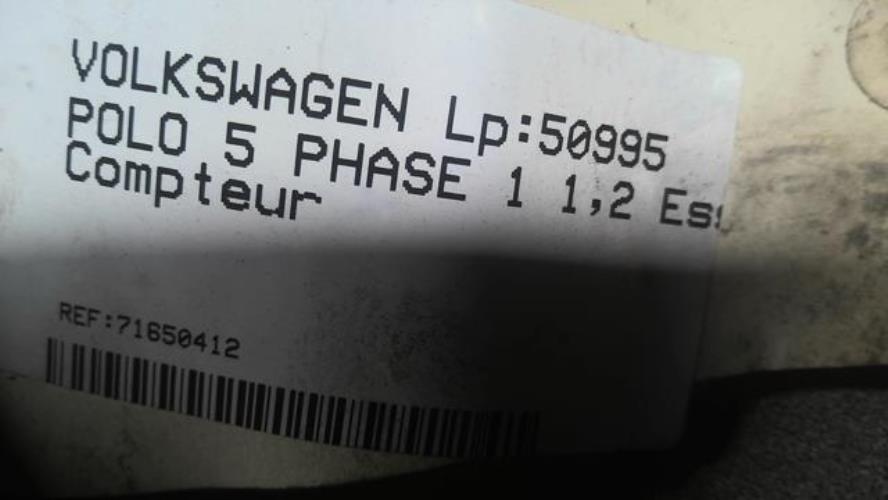 VOLKSWAGEN Lp:50995
POLO 5 PHASE 1 1,2
Compteur
REF:71650412